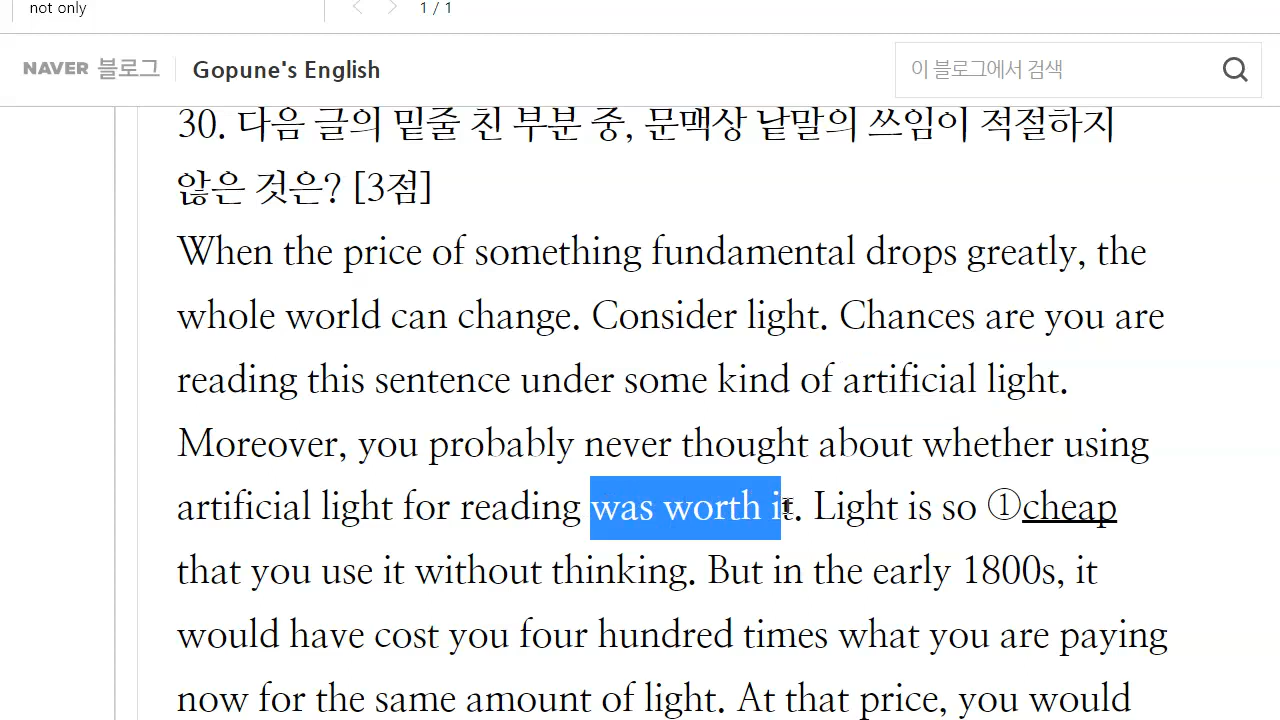 not only
1 / 1
NAVER 블로그 Gopune's English 이 블로그에서 검색
30. 다음 글의 밑줄 친 부분 중, 문맥상 낱말의 쓰임이 적절하지
않은 것은? [3점]
When the price of something fundamental drops greatly, the
whole world can change. Consider light. Chances are you are
reading this sentence under some kind of artificial light.
Moreover, you probably never thought about whether using
artificial light for reading was worth it. Light is so ①cheap
that you use it without thinking. But in the early 1800s, it
would have cost you four hundred times what you are paying
now for the same amount of light. At that price, you would